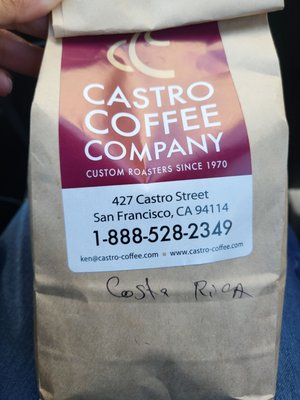 CASTRO
COFFEE
COMPANY
CUSTOM ROASTERS SINCE 1970
427 Castro Street
San Francisco, CA 94114
1-888-528-2349
ken@castro-coffee.com ▪ www.castro-coffee.com
Costa RICA